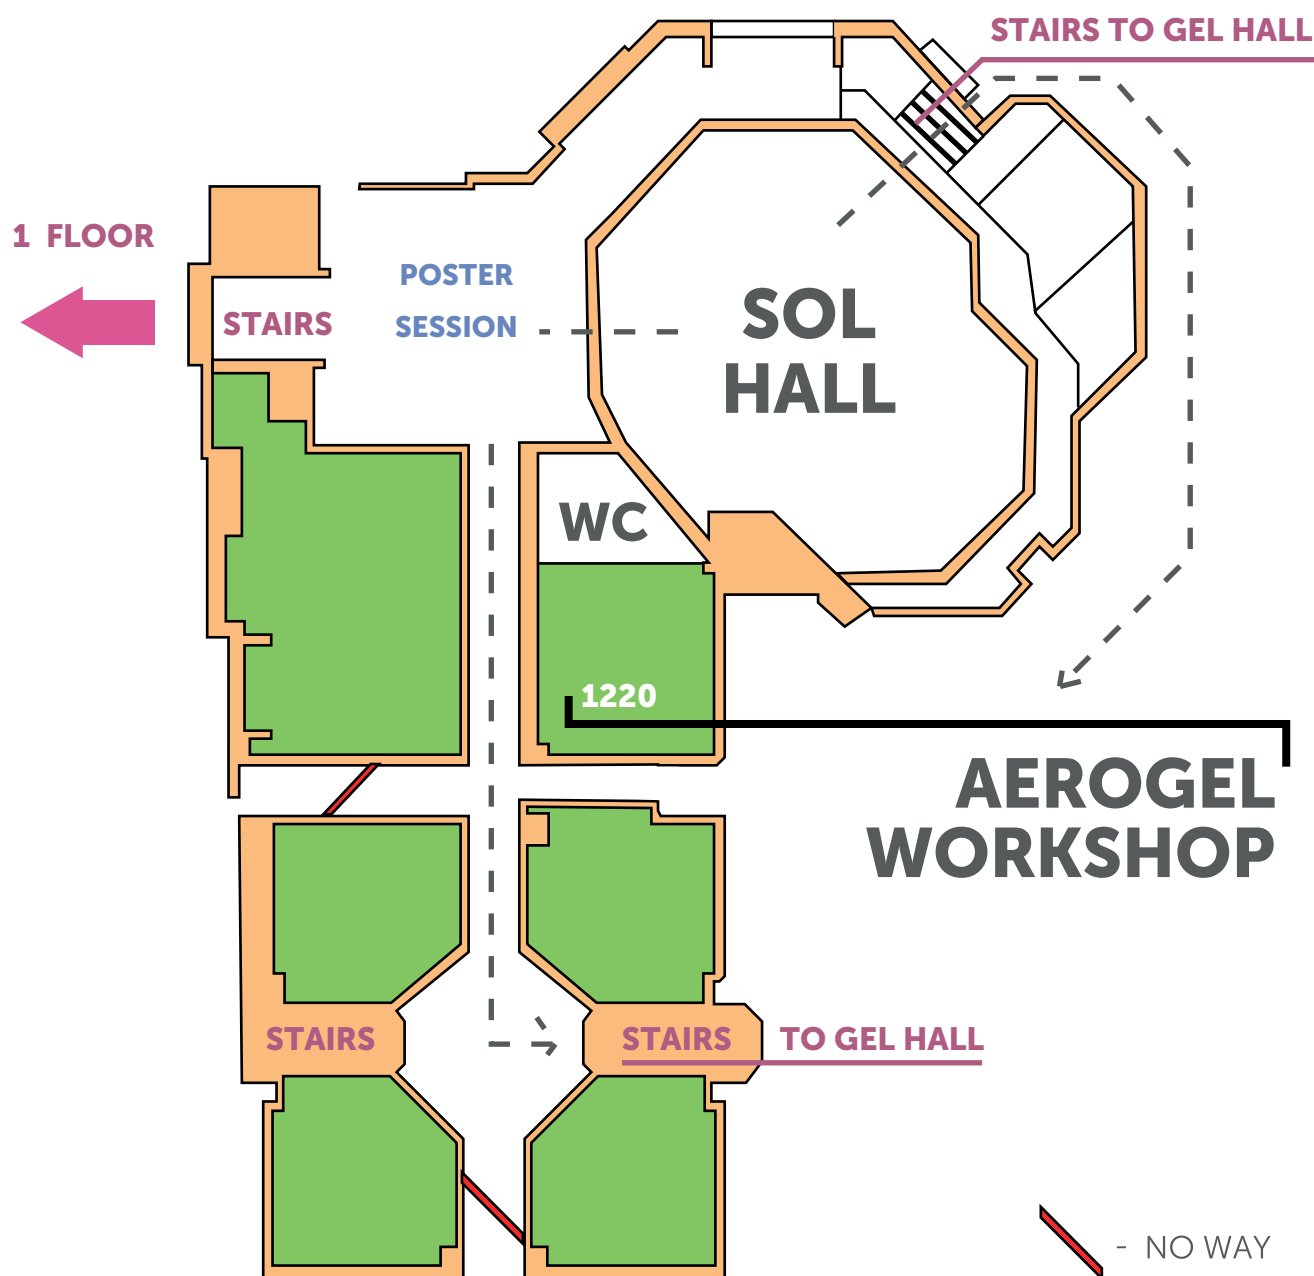 STAIRS TO GEL HALL
1 FLOOR
POSTER
SESSION
STAIRS
SOL
HALL
WC
1220
AEROGEL
WORKSHOP
STAIRS
STAIRS TO GEL HALL
- NO WAY